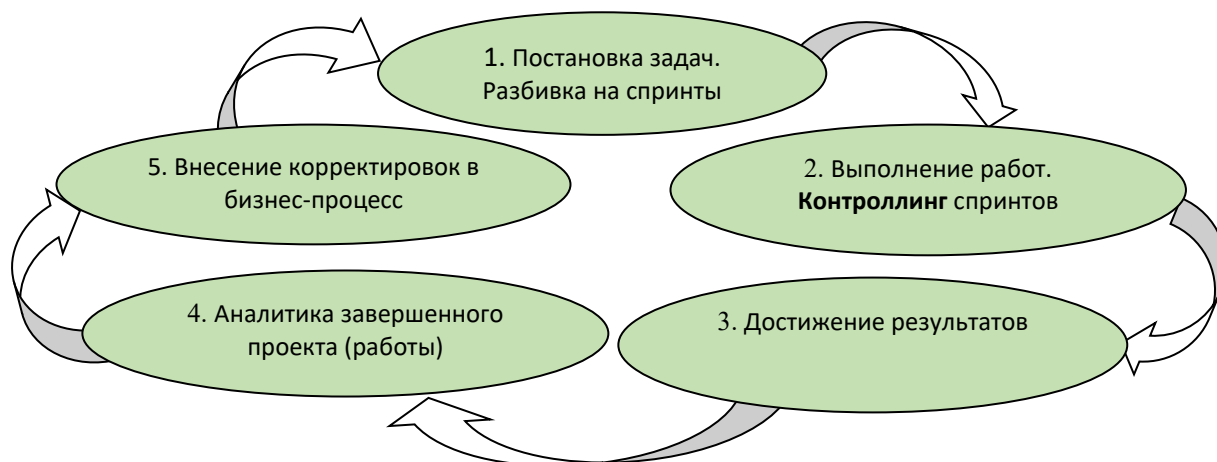 1. Постановка задач.
Разбивка на спринты
2. Выполнение работ.
Контроллинг спринтов
3. Достижение результатов
4. Аналитика завершенного
проекта (работы)
5. Внесение корректировок в
бизнес-процесс